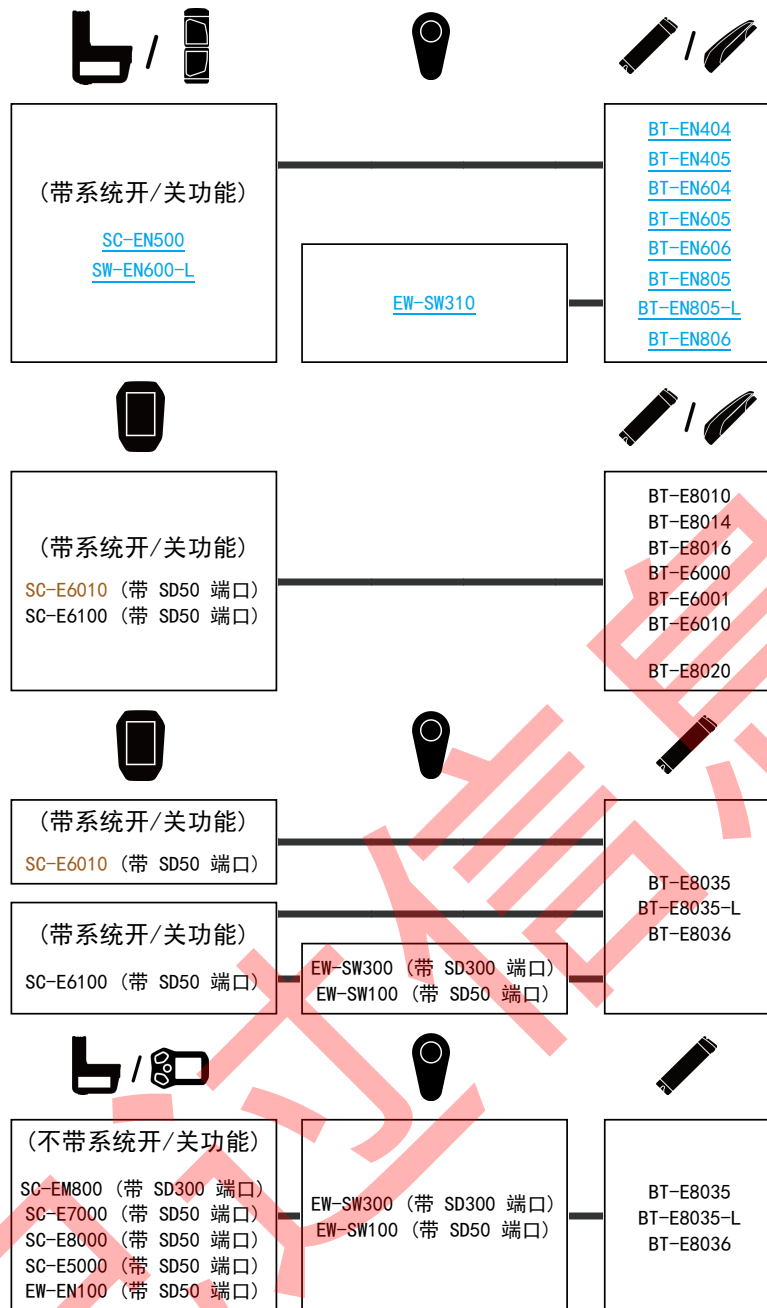 (带系统开/关功能)
SC-EN500
SW-EN600-L
EW-SW310
BT-EN404
BT-EN405
BT-EN604
BT-EN605
BT-EN606
BT-EN805
BT-EN805-L
BT-EN806
(带系统开/关功能)
SC-E6010 (带 SD50 端口)
SC-E6100 (带 SD50 端口)
BT-E8010
BT-E8014
BT-E8016
BT-E6000
BT-E6001
BT-E6010
BT-E8020
(带系统开/关功能)
SC-E6010 (带 SD50 端口)
(带系统开/关功能)
SC-E6100 (带 SD50 端口)
EW-SW300 (带 SD300 端口)
EW-SW100 (带 SD50 端口)
BT-E8035
BT-E8035-L
BT-E8036
(不带系统开/关功能)
SC-EM800 (带 SD300 端口)
SC-E7000 (带 SD50 端口)
SC-E8000 (带 SD50 端口)
SC-E5000 (带 SD50 端口)
EW-EN100 (带 SD50 端口)
EW-SW300 (带 SD300 端口)
EW-SW100 (带 SD50 端口)
BT-E8035
BT-E8035-L
BT-E8036
过信息